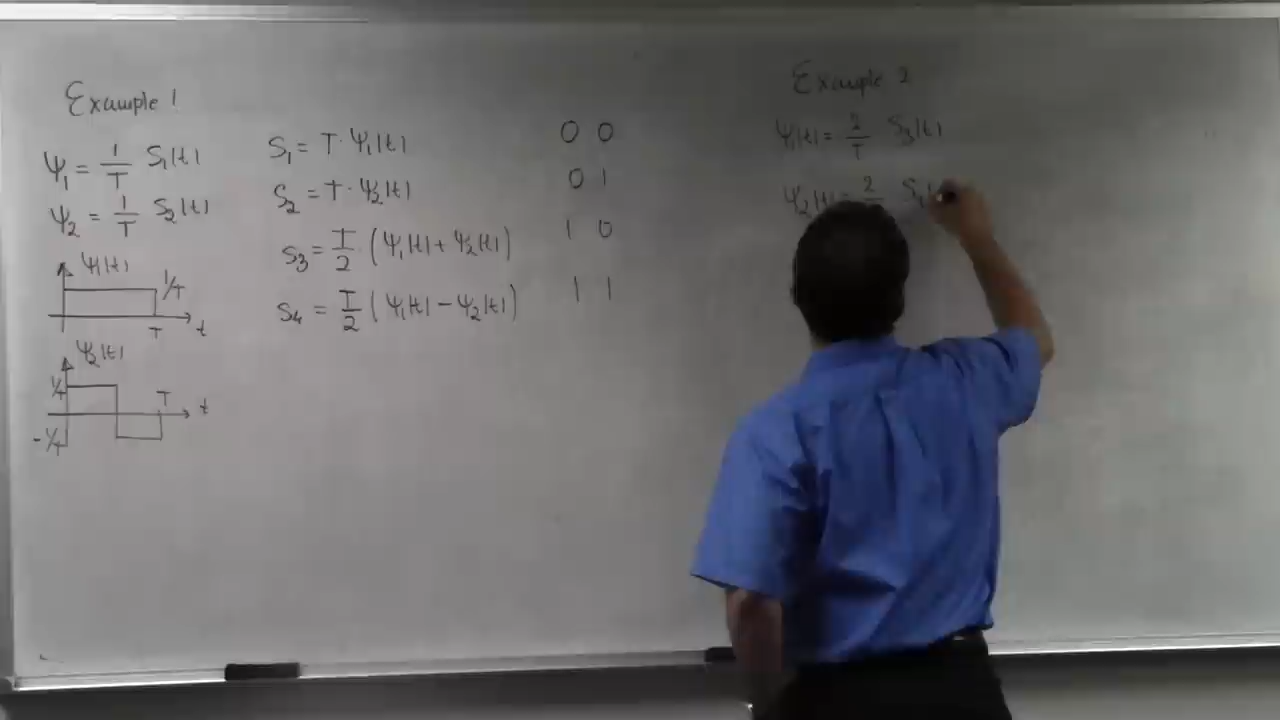 Example 1
Ψ₁ = 1/T S₁(t)
Ψ₂ = 1/T S₂(t)
Ψ₁(t)
1/T
T t
Ψ₂(t)
1/T
T t
-1/T
S₁ = T · Ψ₁(t) 0 0
S₂ = T · Ψ₂(t) 0 1
S₃ = T/2 · (Ψ₁(t) + Ψ₂(t)) 1 0
S₄ = T/2 (Ψ₁(t) − Ψ₂(t)) 1 1
Example 2
Ψ₁(t) = 2/T S₃(t)
Ψ₂(t) = 2